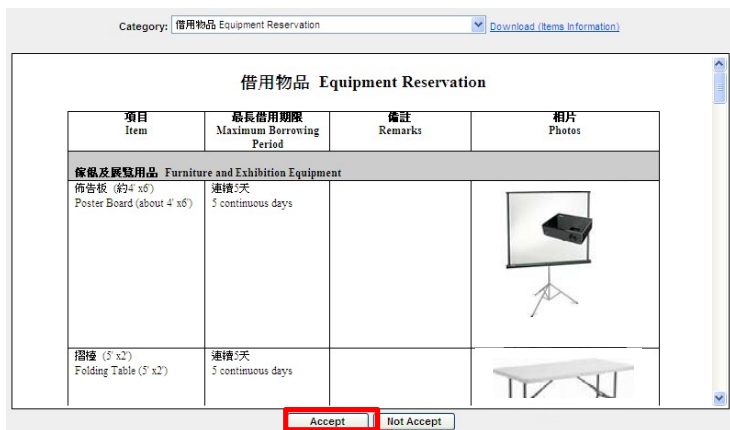 Category: 借用物品 Equipment Reservation Download (Items Information)
借用物品 Equipment Reservation
項目 最長借用期限 備註 相片
Item Maximum Borrowing Remarks Photos
Period
傢俬及展覽用品 Furniture and Exhibition Equipment
佈告板 (約4' x6') 連續5天
Poster Board (about 4' x6') 5 continuous days
摺檯 (5' x2') 連續5天
Folding Table (5' x2') 5 continuous days
Accept Not Accept